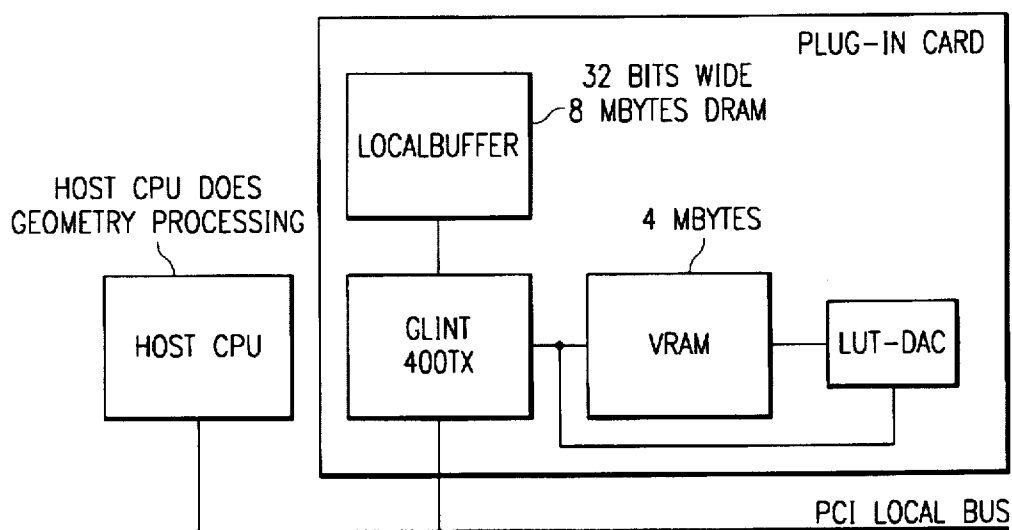 PLUG-IN CARD
32 BITS WIDE
8 MBYTES DRAM
LOCALBUFFER
HOST CPU DOES
GEOMETRY PROCESSING
4 MBYTES
HOST CPU
GLINT
400TX
VRAM
LUT-DAC
PCI LOCAL BUS